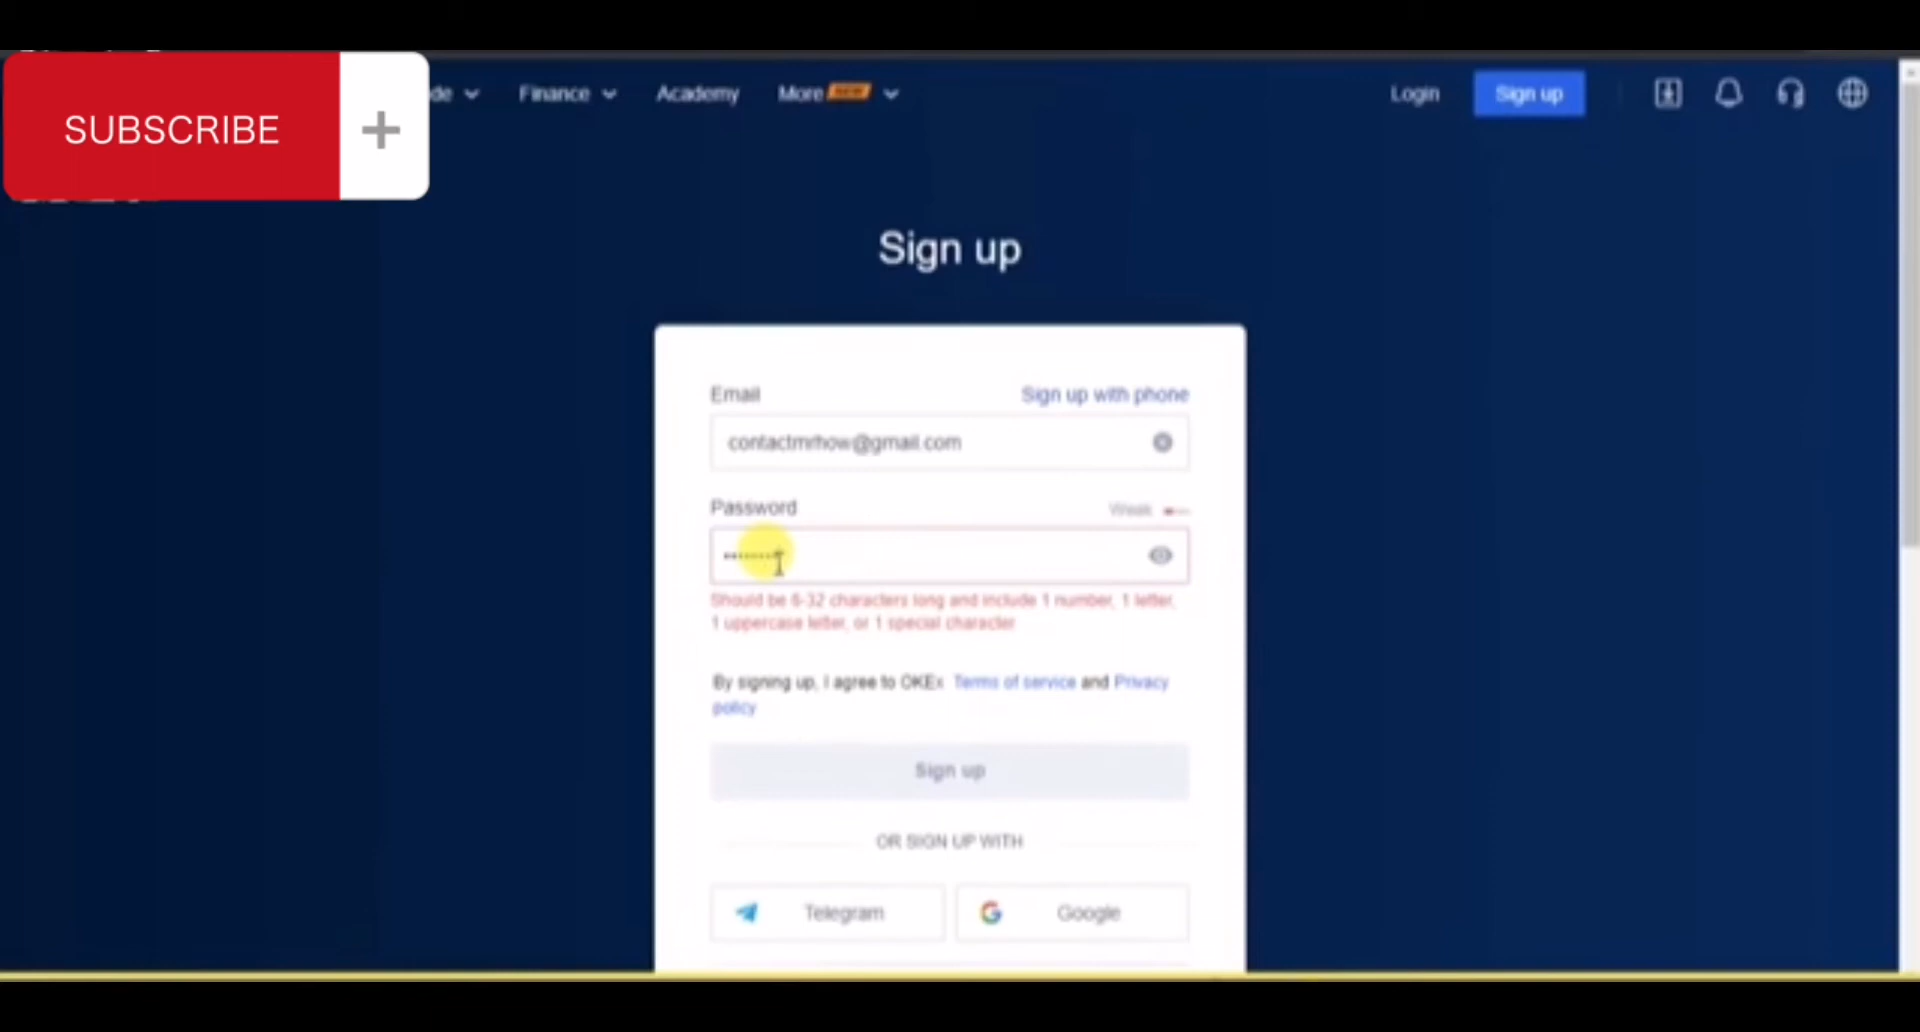 SUBSCRIBE +
de Finance Academy More NEW Login Sign up
Sign up
Email Sign up with phone
contactmrhow@gmail.com
Password Weak
Should be 6-32 characters long and include 1 number, 1 letter,
1 uppercase letter, or 1 special character
By signing up, I agree to OKEx Terms of service and Privacy
policy
Sign up
OR SIGN UP WITH
Telegram Google